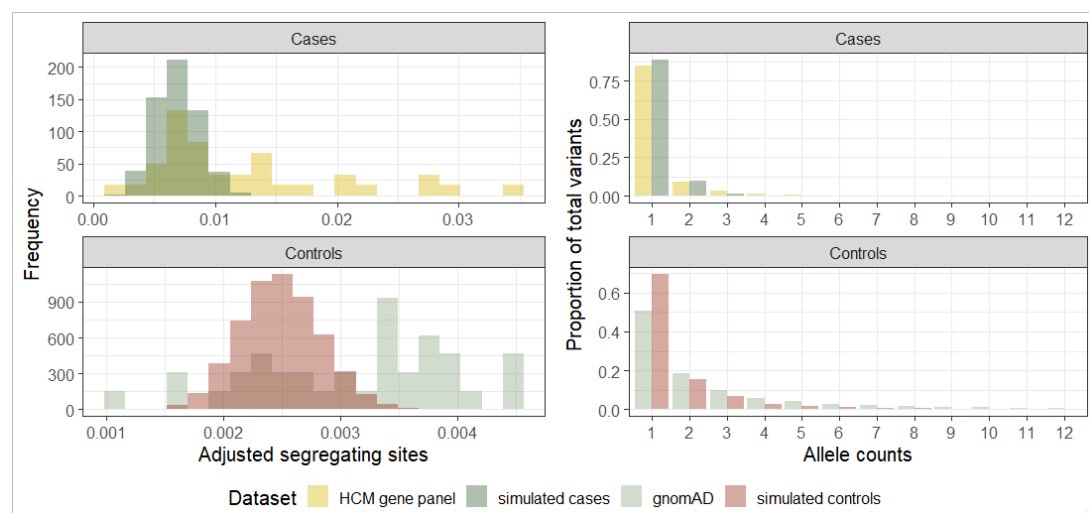 Cases
Frequency
200
150
100
50
0
0.00 0.01 0.02 0.03
Controls
900
600
300
0
0.001 0.002 0.003 0.004
Adjusted segregating sites
Cases
Proportion of total variants
0.75
0.50
0.25
0.00
1 2 3 4 5 6 7 8 9 10 11 12
Controls
0.6
0.4
0.2
0.0
1 2 3 4 5 6 7 8 9 10 11 12
Allele counts
Dataset HCM gene panel simulated cases gnomAD simulated controls